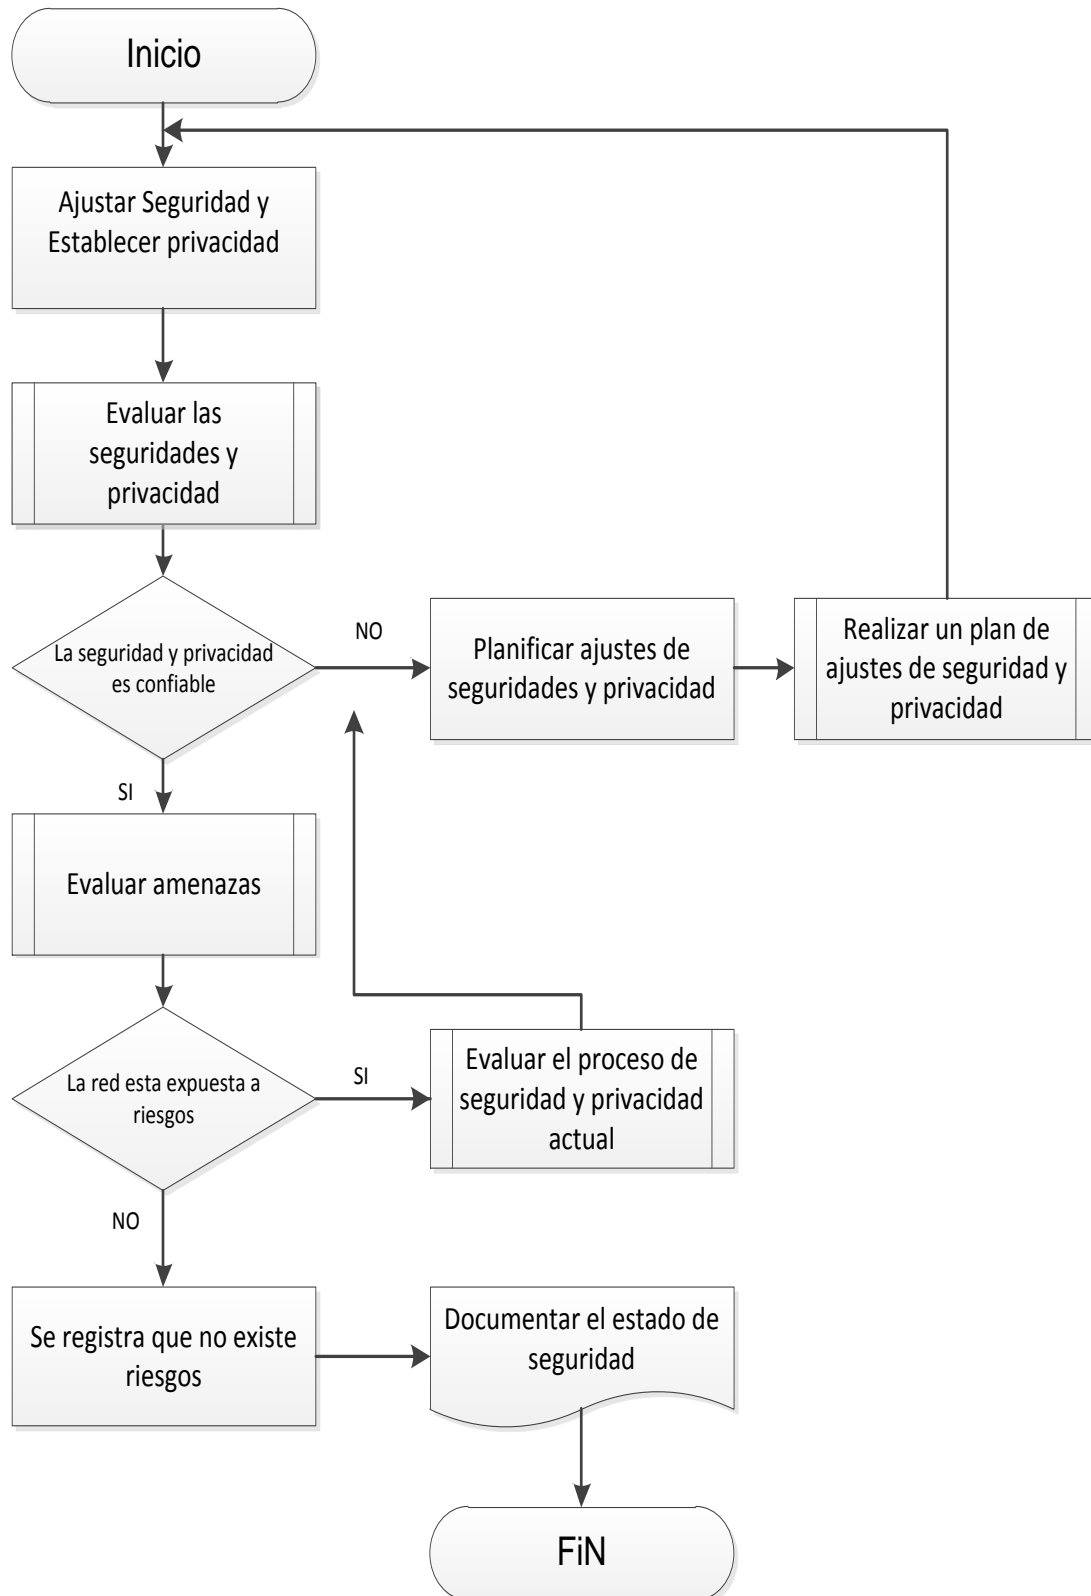 Inicio
Ajustar Seguridad y
Establecer privacidad
Evaluar las
seguridades y
privacidad
La seguridad y privacidad
es confiable
NO
Planificar ajustes de
seguridades y privacidad
Realizar un plan de
ajustes de seguridad y
privacidad
SI
Evaluar amenazas
La red esta expuesta a
riesgos
SI
Evaluar el proceso de
seguridad y privacidad
actual
NO
Se registra que no existe
riesgos
Documentar el estado de
seguridad
FiN